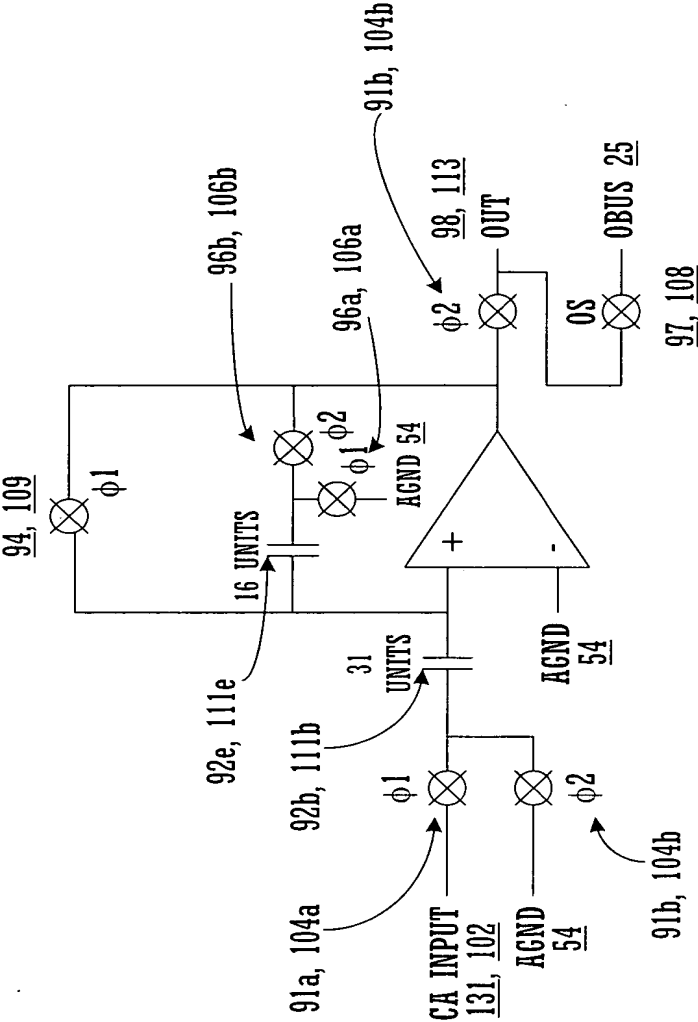 94, 109
ϕ1
96b, 106b
16 UNITS
ϕ2
ϕ1
AGND 54
96a, 106a
91b, 104b
ϕ2
98, 113
OUT
OS
OBUS 25
97, 108
92e, 111e
31
UNITS
+
-
AGND
54
92b, 111b
ϕ1
91a, 104a
CA INPUT
131, 102
AGND
54
ϕ2
91b, 104b